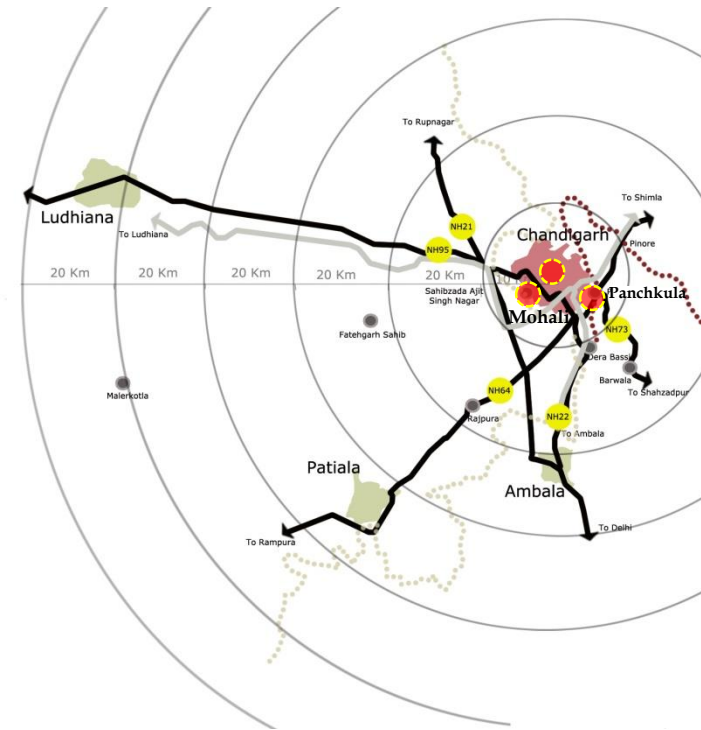 To Rupnagar
To Shimla
Ludhiana
NH21
Chandigarh
Pinore
To Ludhiana
NH95
20 Km
20 Km
20 Km
20 Km
10
Sahibzada Ajit
Singh Nagar
Panchkula
Mohali
NH73
Fatehgarh Sahib
Dera Bassi
Barwala
Malerkotla
NH64
To Shahzadpur
Rajpura
NH22
To Ambala
Patiala
Ambala
To Rampura
To Delhi